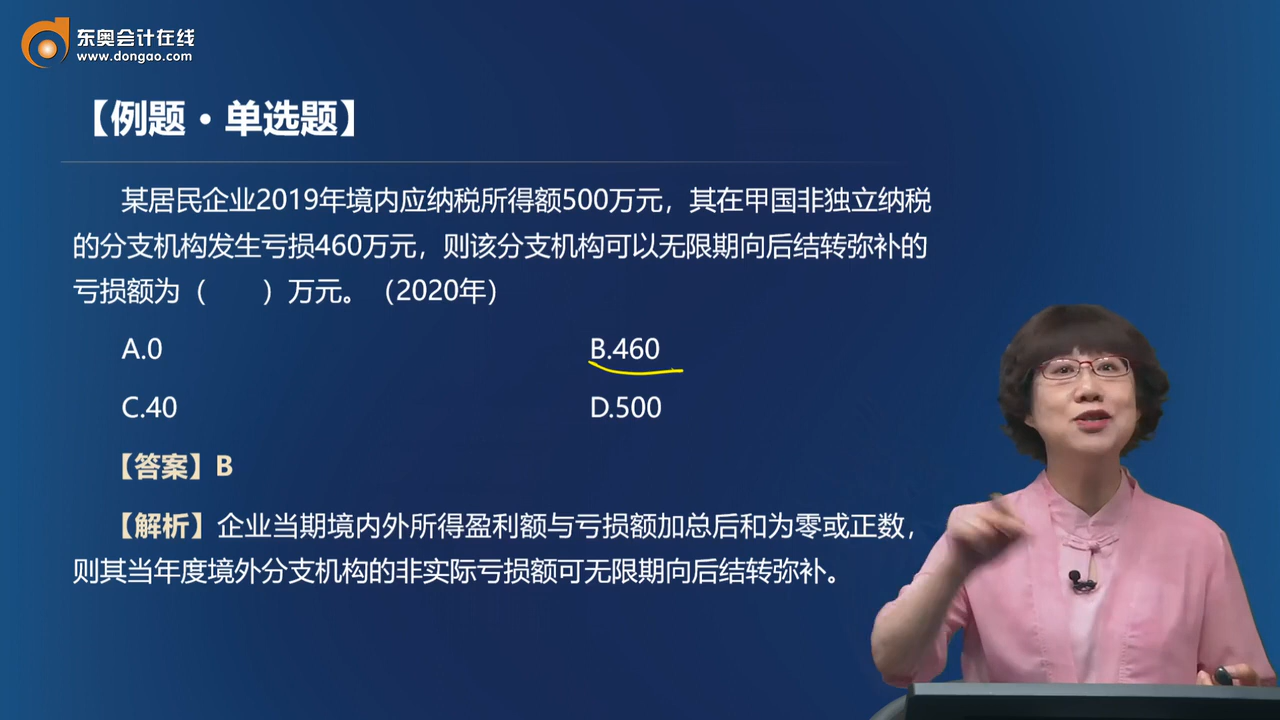 东奥会计在线
www.dongao.com
【例题·单选题】
某居民企业2019年境内应纳税所得额500万元，其在甲国非独立纳税
的分支机构发生亏损460万元，则该分支机构可以无限期向后结转弥补的
亏损额为（　　）万元。（2020年）
A.0
B.460
C.40
D.500
【答案】B
【解析】企业当期境内外所得盈利额与亏损额加总后和为零或正数，
则其当年度境外分支机构的非实际亏损额可无限期向后结转弥补。